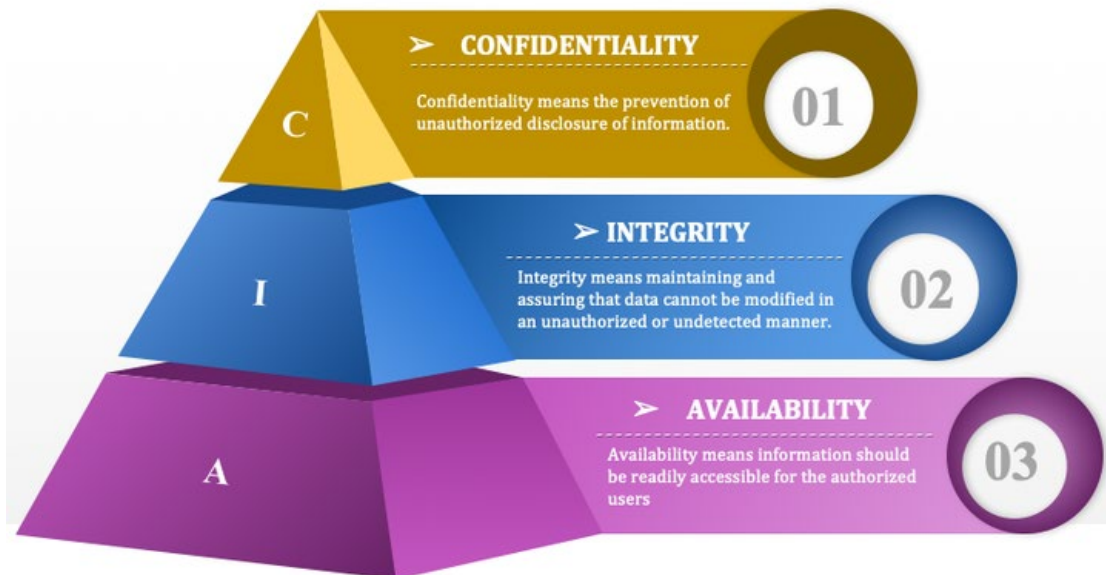 C
➢ CONFIDENTIALITY
Confidentiality means the prevention of
unauthorized disclosure of information.
01
I
➢ INTEGRITY
Integrity means maintaining and
assuring that data cannot be modified in
an unauthorized or undetected manner.
02
A
➢ AVAILABILITY
Availability means information should
be readily accessible for the authorized
users
03